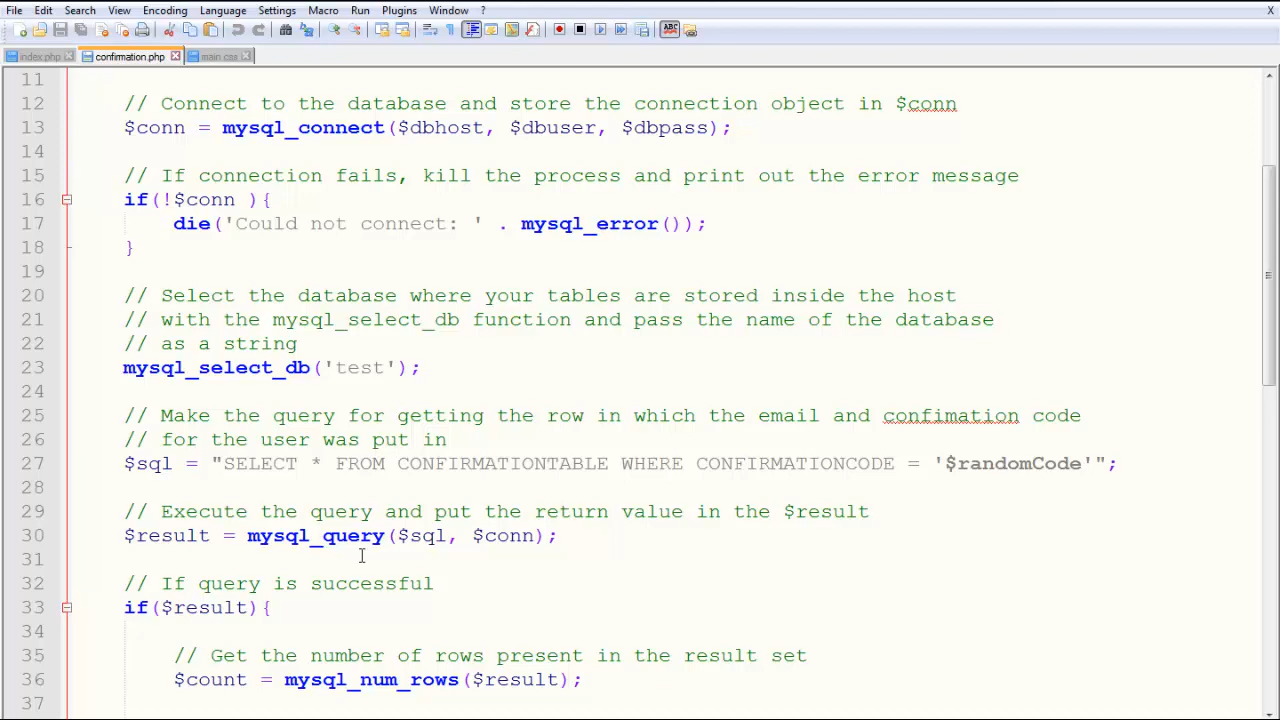 File Edit Search View Encoding Language Settings Macro Run Plugins Window ? X
index.php confirmation.php main.css
11
12 // Connect to the database and store the connection object in $conn
13 $conn = mysql_connect($dbhost, $dbuser, $dbpass);
14
15 // If connection fails, kill the process and print out the error message
16 if(!$conn ){
17 die('Could not connect: ' . mysql_error());
18 }
19
20 // Select the database where your tables are stored inside the host
21 // with the mysql_select_db function and pass the name of the database
22 // as a string
23 mysql_select_db('test');
24
25 // Make the query for getting the row in which the email and confimation code
26 // for the user was put in
27 $sql = "SELECT * FROM CONFIRMATIONTABLE WHERE CONFIRMATIONCODE = '$randomCode'";
28
29 // Execute the query and put the return value in the $result
30 $result = mysql_query($sql, $conn);
31
32 // If query is successful
33 if($result){
34
35 // Get the number of rows present in the result set
36 $count = mysql_num_rows($result);
37